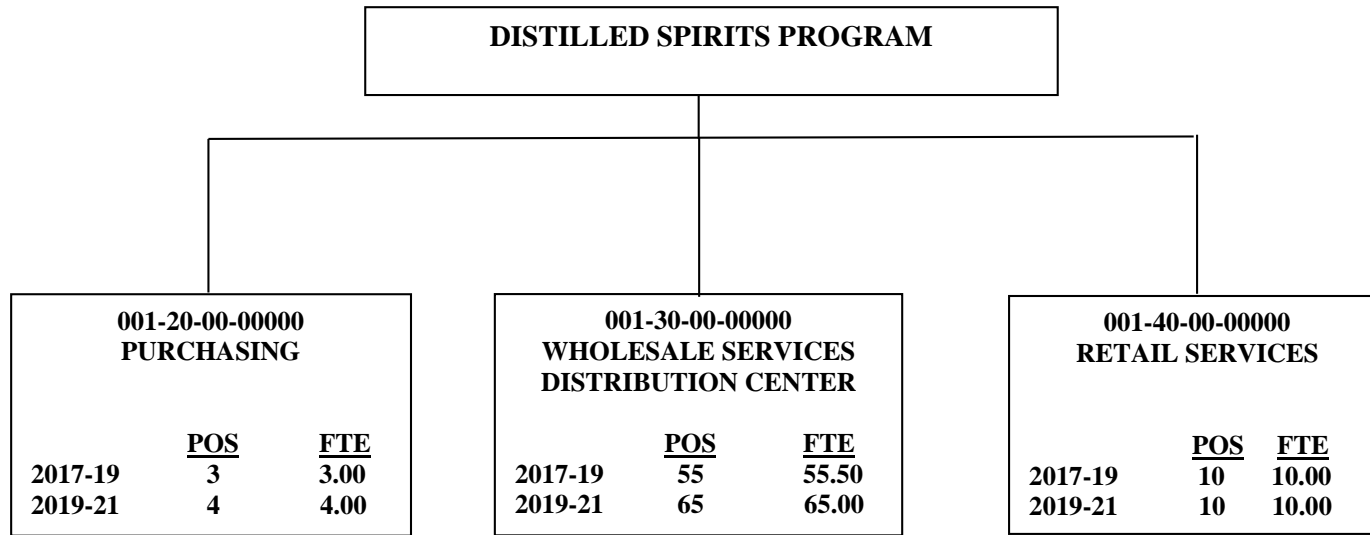 DISTILLED SPIRITS PROGRAM
001-20-00-00000
PURCHASING
POS FTE
2017-19 3 3.00
2019-21 4 4.00
001-30-00-00000
WHOLESALE SERVICES
DISTRIBUTION CENTER
POS FTE
2017-19 55 55.50
2019-21 65 65.00
001-40-00-00000
RETAIL SERVICES
POS FTE
2017-19 10 10.00
2019-21 10 10.00